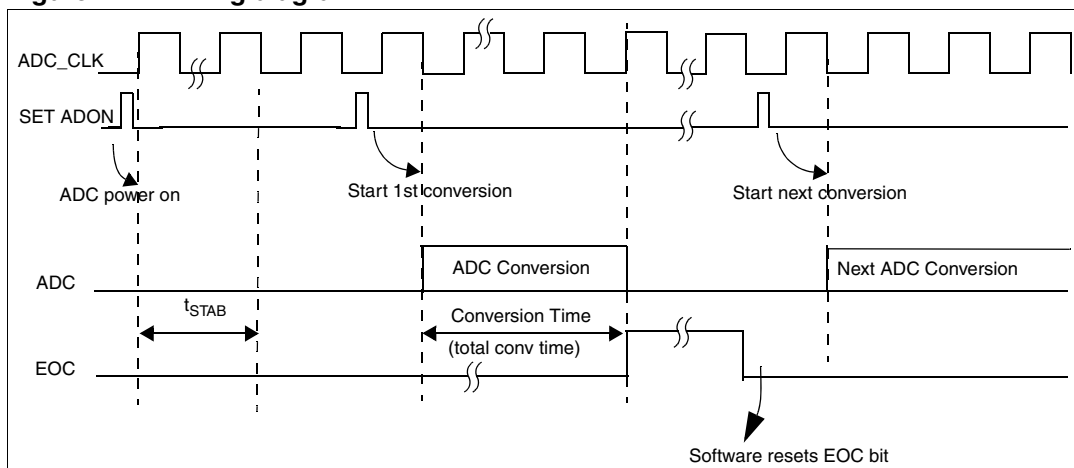 ADC_CLK
SET ADON
ADC power on
Start 1st conversion
Start next conversion
ADC
ADC Conversion
Next ADC Conversion
tSTAB
Conversion Time
(total conv time)
EOC
Software resets EOC bit